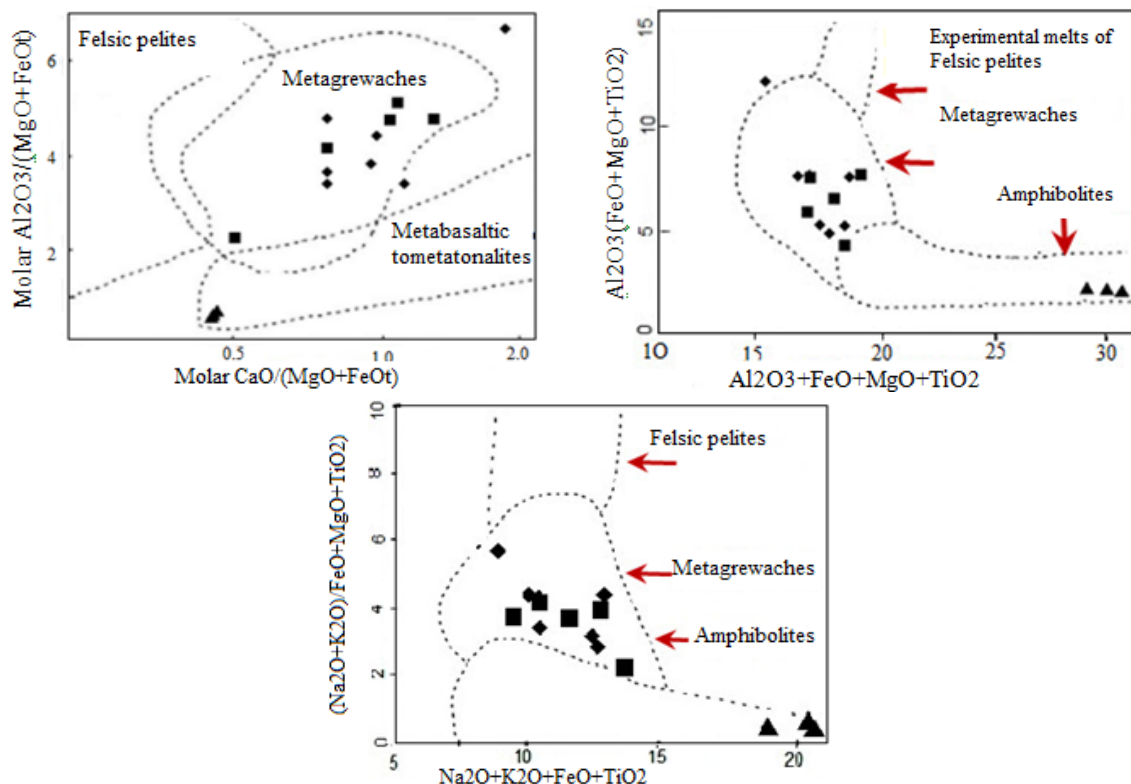 Felsic pelites
Metagrewaches
Metabasaltic
tometatonalites
Molar Al2O3/(MgO+FeOt)
6
4
2
0.5
1.0
2.0
Molar CaO/(MgO+FeOt)
Experimental melts of
Felsic pelites
Metagrewaches
Amphibolites
Al2O3(FeO+MgO+TiO2)
15
10
5
0
10
15
20
25
30
Al2O3+FeO+MgO+TiO2
Felsic pelites
Metagrewaches
Amphibolites
(Na2O+K2O)/FeO+MgO+TiO2)
10
8
6
4
2
0
5
10
15
20
Na2O+K2O+FeO+TiO2